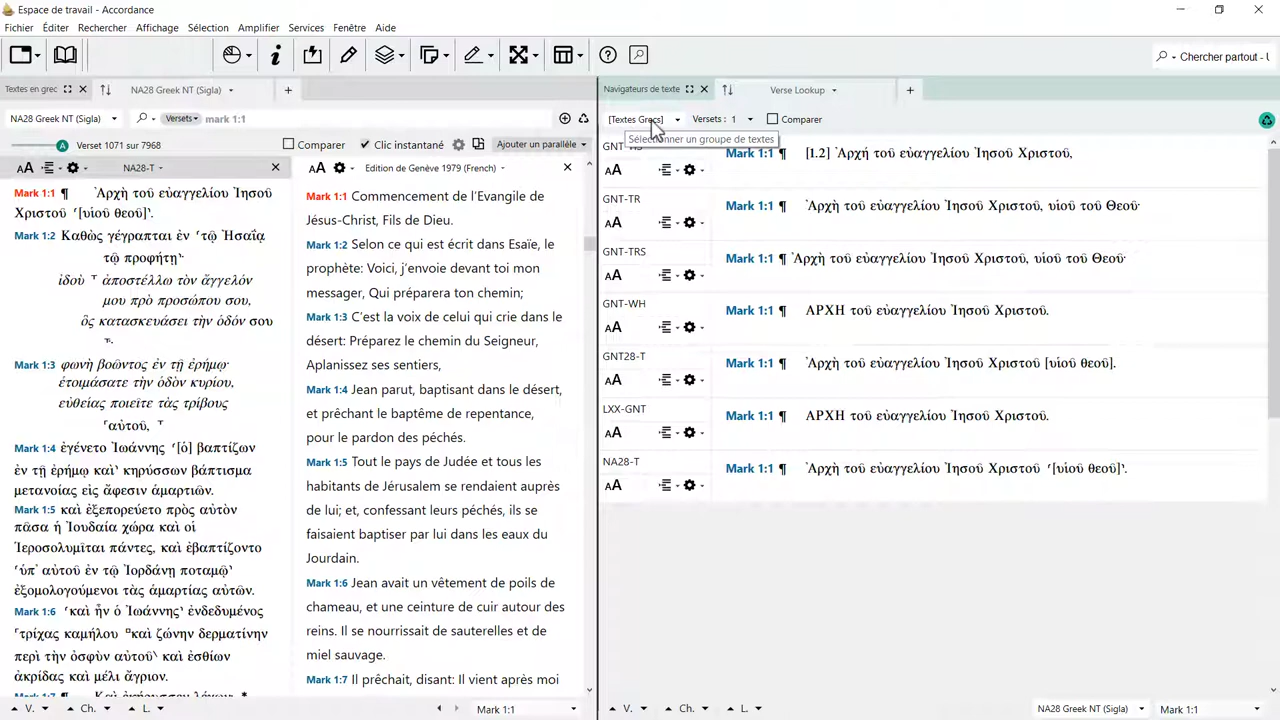 Espace de travail - Accordance
Fichier Éditer Rechercher Affichage Sélection Amplifier Services Fenêtre Aide
Chercher partout - U
Textes en grec
NA28 Greek NT (Sigla)
NA28 Greek NT (Sigla) Versets mark 1:1
Verset 1071 sur 7968 Comparer Clic instantané Ajouter un parallèle
NA28-T
Mark 1:1 ¶ Ἀρχὴ τοῦ εὐαγγελίου Ἰησοῦ
Χριστοῦ ⸂[υἱοῦ θεοῦ]⸃.
Mark 1:2 Καθὼς γέγραπται ἐν ⸂τῷ Ἠσαΐᾳ
τῷ προφήτῃ⸃·
ἰδοὺ ⸆ ἀποστέλλω τὸν ἄγγελόν
μου πρὸ προσώπου σου,
ὃς κατασκευάσει τὴν ὁδόν σου
⸆·
Mark 1:3 φωνὴ βοῶντος ἐν τῇ ἐρήμῳ·
ἑτοιμάσατε τὴν ὁδὸν κυρίου,
εὐθείας ποιεῖτε τὰς τρίβους
⸀αὐτοῦ, ⸆
Mark 1:4 ἐγένετο Ἰωάννης ⸂[ὁ] βαπτίζων
ἐν τῇ ἐρήμῳ καὶ⸃ κηρύσσων βάπτισμα
μετανοίας εἰς ἄφεσιν ἁμαρτιῶν.
Mark 1:5 καὶ ἐξεπορεύετο πρὸς αὐτὸν
πᾶσα ἡ Ἰουδαία χώρα καὶ οἱ
Ἱεροσολυμῖται πάντες, καὶ ἐβαπτίζοντο
⸂ὑπ᾽ αὐτοῦ ἐν τῷ Ἰορδάνῃ ποταμῷ⸃
ἐξομολογούμενοι τὰς ἁμαρτίας αὐτῶν.
Mark 1:6 ⸂καὶ ἦν ὁ Ἰωάννης⸃ ἐνδεδυμένος
⸀τρίχας καμήλου ⸋καὶ ζώνην δερματίνην
περὶ τὴν ὀσφὺν αὐτοῦ⸌ καὶ ἐσθίων
ἀκρίδας καὶ μέλι ἄγριον.
Edition de Genève 1979 (French)
Mark 1:1 Commencement de l'Evangile de
Jésus-Christ, Fils de Dieu.
Mark 1:2 Selon ce qui est écrit dans Esaïe, le
prophète: Voici, j'envoie devant toi mon
messager, Qui préparera ton chemin;
Mark 1:3 C'est la voix de celui qui crie dans le
désert: Préparez le chemin du Seigneur,
Aplanissez ses sentiers,
Mark 1:4 Jean parut, baptisant dans le désert,
et prêchant le baptême de repentance,
pour le pardon des péchés.
Mark 1:5 Tout le pays de Judée et tous les
habitants de Jérusalem se rendaient auprès
de lui; et, confessant leurs péchés, ils se
faisaient baptiser par lui dans les eaux du
Jourdain.
Mark 1:6 Jean avait un vêtement de poils de
chameau, et une ceinture de cuir autour des
reins. Il se nourrissait de sauterelles et de
miel sauvage.
Mark 1:7 Il prêchait, disant: Il vient après moi
V. Ch. L. Mark 1:1
Navigateurs de texte Verse Lookup
[Textes Grecs] Versets : 1 Comparer
Sélectionner un groupe de textes
Mark 1:1 ¶ [1.2] Ἀρχή τοῦ εὐαγγελίου Ἰησοῦ Χριστοῦ,
GNT-TR
Mark 1:1 ¶ Ἀρχὴ τοῦ εὐαγγελίου Ἰησοῦ Χριστοῦ, υἱοῦ τοῦ Θεοῦ·
GNT-TRS
Mark 1:1 ¶ Ἀρχὴ τοῦ εὐαγγελίου Ἰησοῦ Χριστοῦ, υἱοῦ τοῦ Θεοῦ·
GNT-WH
Mark 1:1 ¶ ΑΡΧΗ τοῦ εὐαγγελίου Ἰησοῦ Χριστοῦ.
GNT28-T
Mark 1:1 ¶ Ἀρχὴ τοῦ εὐαγγελίου Ἰησοῦ Χριστοῦ [υἱοῦ θεοῦ].
LXX-GNT
Mark 1:1 ¶ ΑΡΧΗ τοῦ εὐαγγελίου Ἰησοῦ Χριστοῦ.
NA28-T
Mark 1:1 ¶ Ἀρχὴ τοῦ εὐαγγελίου Ἰησοῦ Χριστοῦ ⸂[υἱοῦ θεοῦ]⸃.
V. Ch. L. NA28 Greek NT (Sigla) Mark 1:1